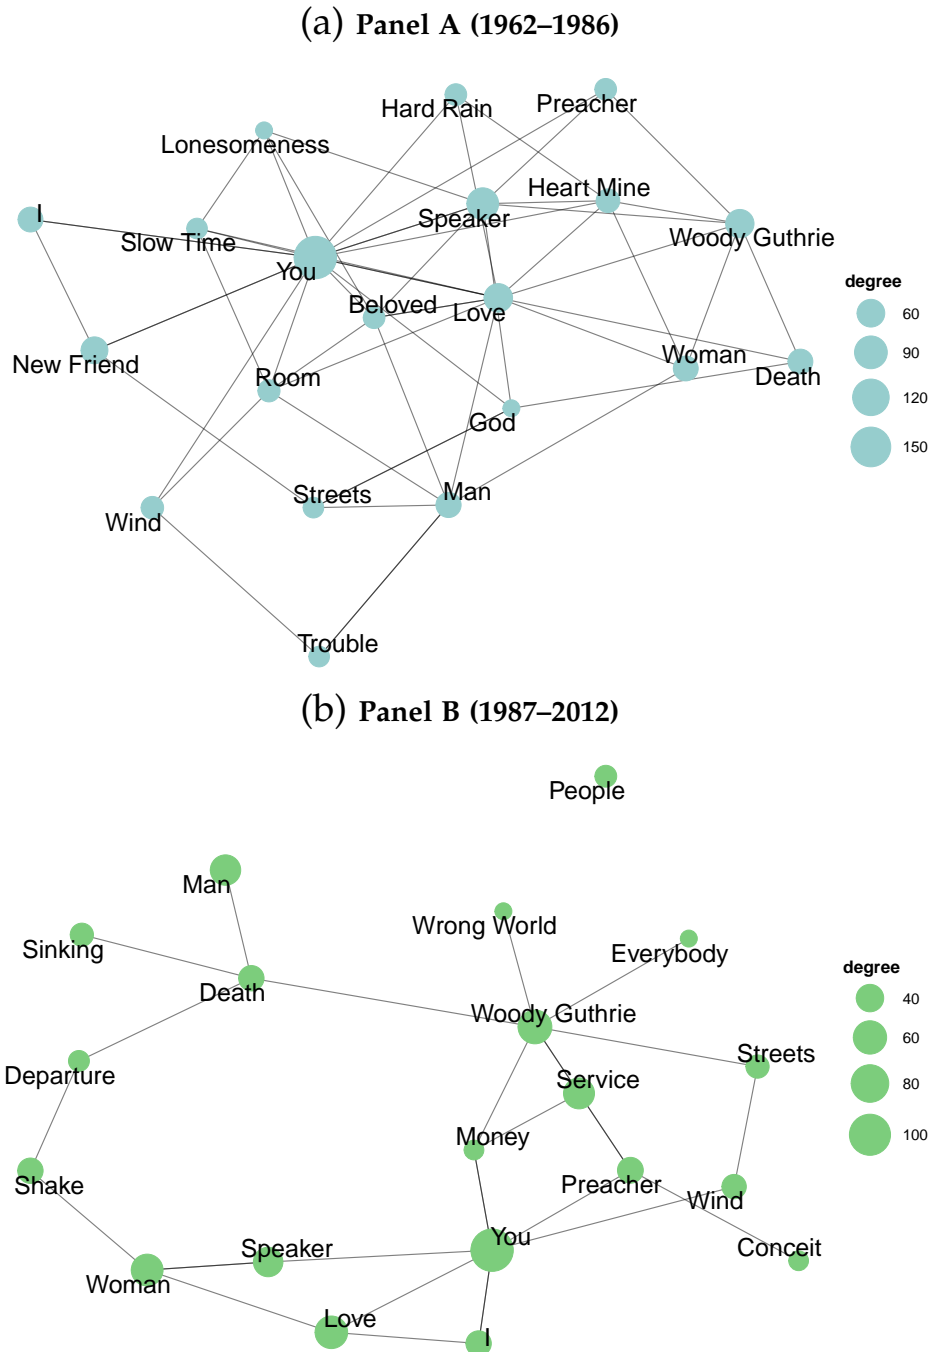 (a) Panel A (1962–1986)
Hard Rain
Preacher
Lonesomeness
Heart Mine
I
Speaker
Slow Time
Woody Guthrie
You
Beloved
Love
New Friend
Room
Woman
Death
God
Streets
Man
Wind
Trouble
degree
60
90
120
150
(b) Panel B (1987–2012)
People
Man
Wrong World
Sinking
Everybody
Death
Woody Guthrie
Departure
Streets
Service
Money
Shake
Preacher
Wind
You
Speaker
Conceit
Woman
Love
I
degree
40
60
80
100